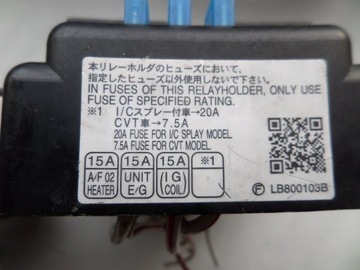 本リレーホルダのヒューズにおいて、
指定したヒューズ以外使用しないで下さい。
IN FUSES OF THIS RELAYHOLDER, ONLY USE
FUSE OF SPECIFIED RATING.
※1 I/Cスプレー付車→20A
CVT車→7.5A
20A FUSE FOR I/C SPLAY MODEL
7.5A FUSE FOR CVT MODEL
15A 15A 15A ※1
A/F O2 UNIT IG
HEATER E/G (COIL)
F LB800103B